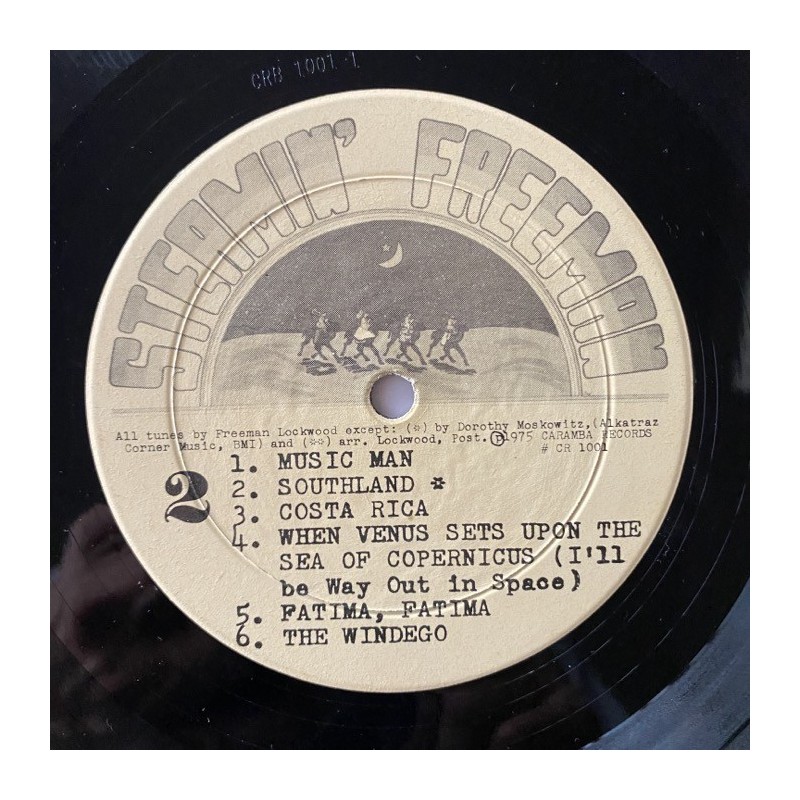 CRB 1001 1
STEAMIN' FREEMAN
All tunes by Freeman Lockwood except: (*) by Dorothy Moskowitz,(Alkatraz
Corner Music, BMI) and (**) arr. Lockwood, Post. Ⓟ1975 CARAMBA RECORDS
# CR 1001
2
1. MUSIC MAN
2. SOUTHLAND *
3. COSTA RICA
4. WHEN VENUS SETS UPON THE
SEA OF COPERNICUS (I'll
be Way Out in Space)
5. FATIMA, FATIMA
6. THE WINDEGO